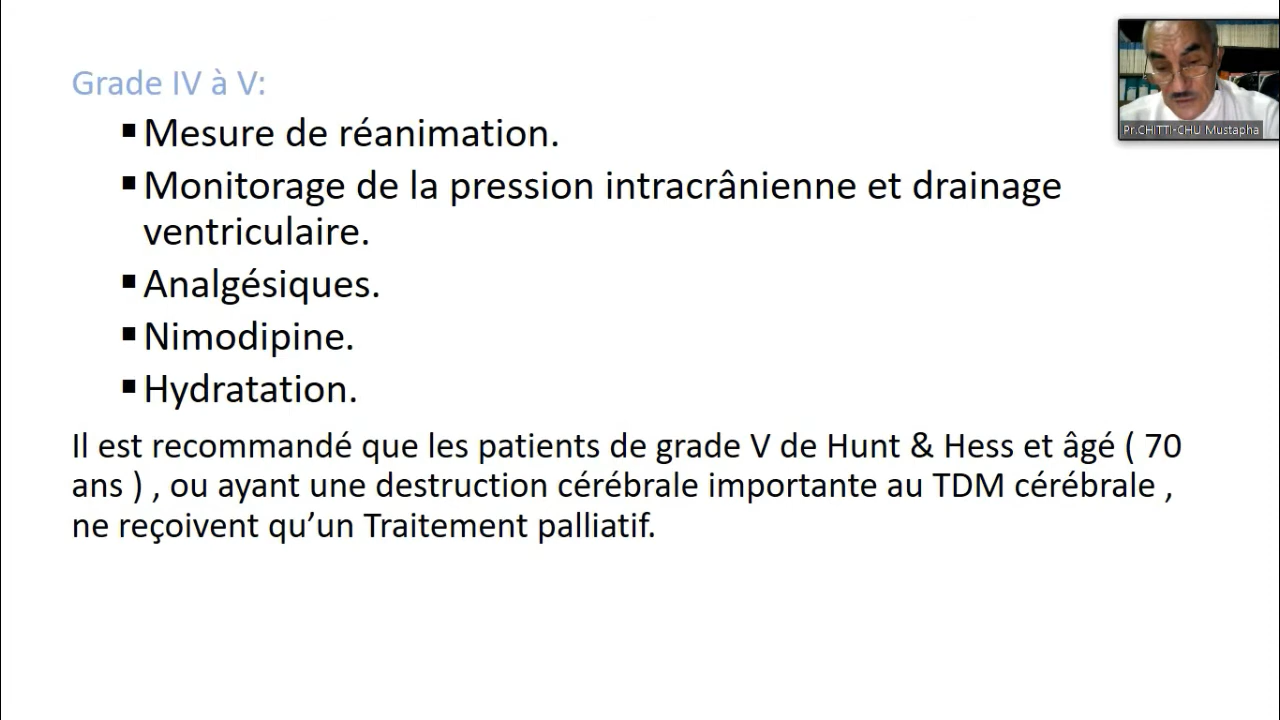 Grade IV à V:
▪Mesure de réanimation.
▪Monitorage de la pression intracrânienne et drainage
ventriculaire.
▪Analgésiques.
▪Nimodipine.
▪Hydratation.
Il est recommandé que les patients de grade V de Hunt & Hess et âgé ( 70
ans ) , ou ayant une destruction cérébrale importante au TDM cérébrale ,
ne reçoivent qu’un Traitement palliatif.
Pr.CHITTI-CHU Mustapha